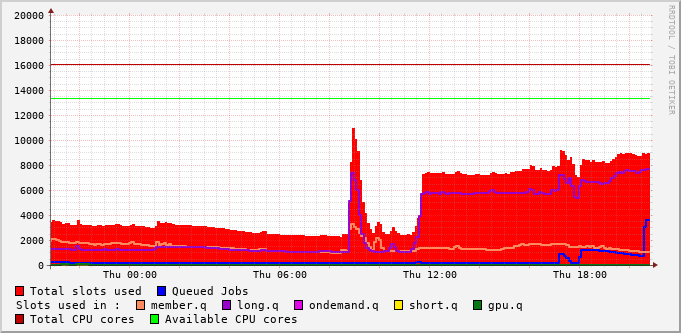 20000
18000
16000
14000
12000
10000
8000
6000
4000
2000
0
Thu 00:00 Thu 06:00 Thu 12:00 Thu 18:00
RRDTOOL / TOBI OETIKER
Total slots used Queued Jobs
Slots used in : member.q long.q ondemand.q short.q gpu.q
Total CPU cores Available CPU cores